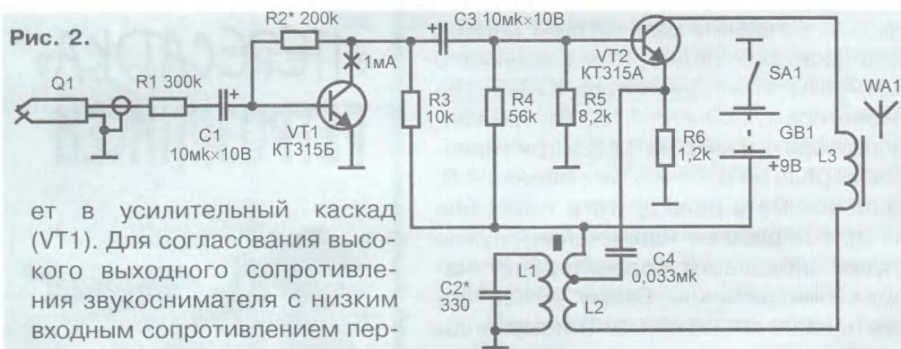 Рис. 2.
Q1
R1 300k
C1
10мк×10В
R2* 200k
VT1
КТ315Б
1мА
R3
10k
C3 10мк×10В
R4
56k
R5
8,2k
VT2
КТ315А
R6
1,2k
SA1
GB1
+9В
L3
WA1
C2*
330
L1
L2
C4
0,033мк
ет в усилительный каскад
(VT1). Для согласования высо-
кого выходного сопротивле-
ния звукоснимателя с низким
входным сопротивлением пер-